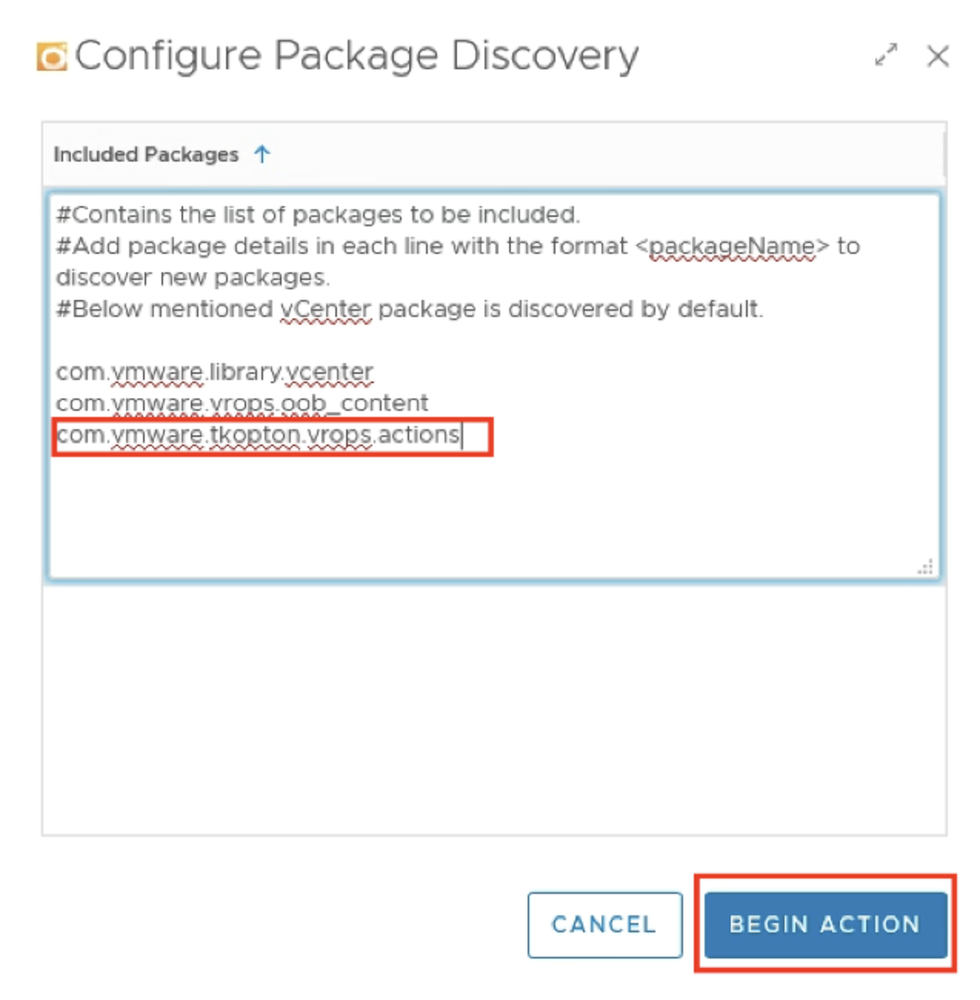 Configure Package Discovery
Included Packages
#Contains the list of packages to be included.
#Add package details in each line with the format <packageName> to
discover new packages.
#Below mentioned vCenter package is discovered by default.
com.vmware.library.vcenter
com.vmware.vrops.oob_content
com.vmware.tkopton.vrops.actions
CANCEL
BEGIN ACTION